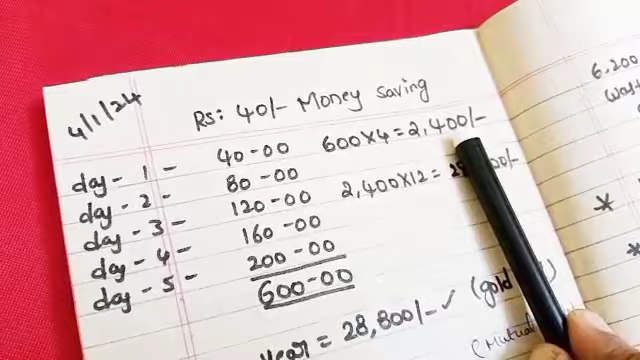 4/1/24
Rs: 40/- Money Saving
day - 1 - 40-00 600×4=2,400/-
day - 2 - 80-00 2,400×12=
day - 3 - 120-00
day - 4 - 160-00
day - 5 - 200-00
600-00
year = 28,800/- ✓ (gold
(Mutual
6,200
*
*